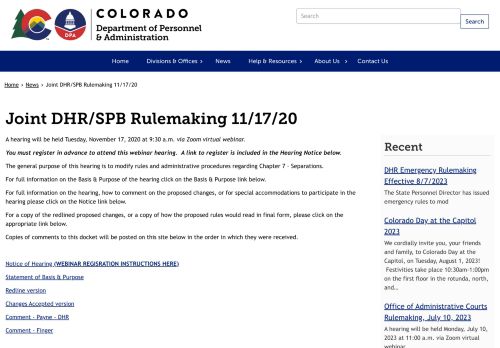 COLORADO
Department of Personnel
& Administration
CO
DPA
Search
Search
Home
Divisions & Offices
News
Help & Resources
About Us
Contact Us
Home › News › Joint DHR/SPB Rulemaking 11/17/20
Joint DHR/SPB Rulemaking 11/17/20
A hearing will be held Tuesday, November 17, 2020 at 9:30 a.m. via Zoom virtual webinar.
You must register in advance to attend this webinar hearing.  A link to register is included in the Hearing Notice below.
The general purpose of this hearing is to modify rules and administrative procedures regarding Chapter 7 - Separations.
For full information on the Basis & Purpose of the hearing click on the Basis & Purpose link below.
For full information on the hearing, how to comment on the proposed changes, or for special accommodations to participate in the
hearing please click on the Notice link below.
For a copy of the redlined proposed changes, or a copy of how the proposed rules would read in final form, please click on the
appropriate link below.
Copies of comments to this docket will be posted on this site below in the order in which they were received.
Notice of Hearing (WEBINAR REGISRATION INSTRUCTIONS HERE)
Statement of Basis & Purpose
Redline version
Changes Accepted version
Comment - Payne - DHR
Comment - Finger
Recent
DHR Emergency Rulemaking
Effective 8/7/2023
The State Personnel Director has issued
emergency rules to mod
Colorado Day at the Capitol
2023
We cordially invite you, your friends
and family, to Colorado Day at the
Capitol, on Tuesday, August 1, 2023!
Festivities take place 10:30am-1:00pm
on the first floor in the rotunda, north,
and...
Office of Administrative Courts
Rulemaking, July 10, 2023
A hearing will be held Monday, July 10,
2023 at 11:00 a.m. via Zoom virtual
webinar